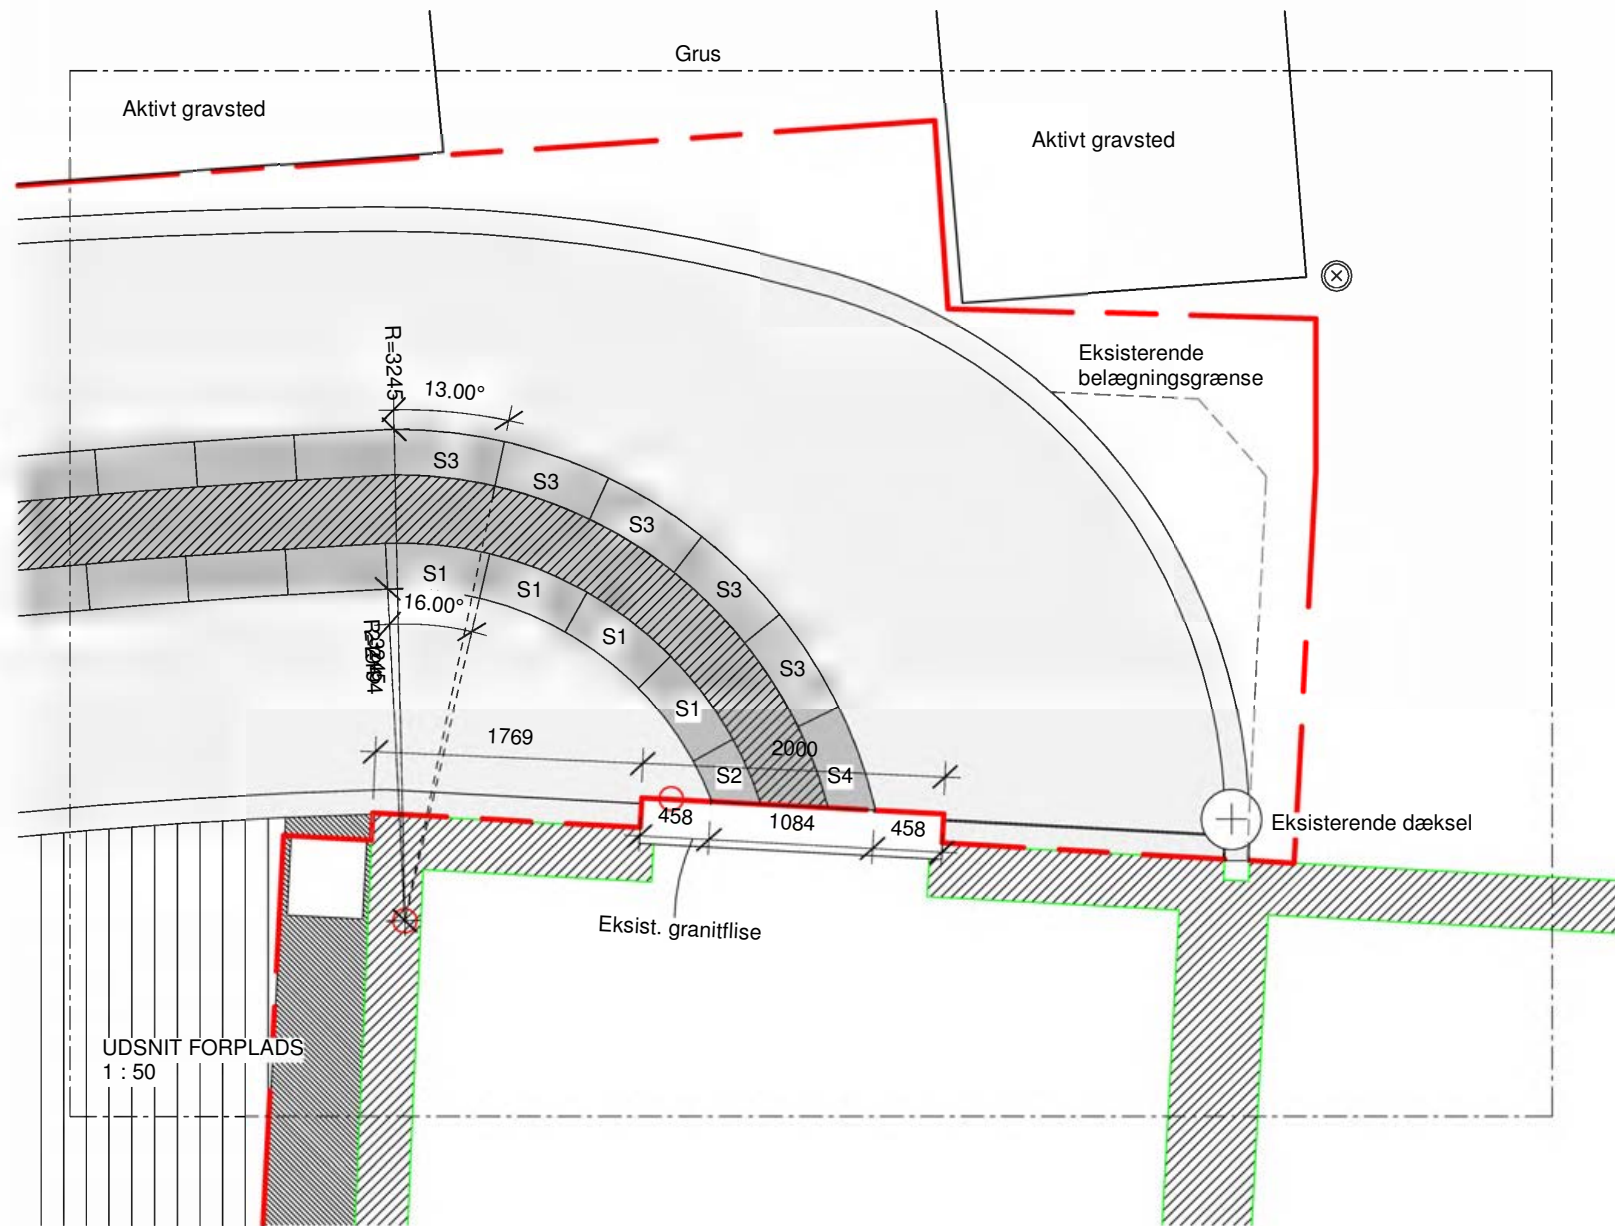 Grus
Aktivt gravsted
Aktivt gravsted
Eksisterende
belægningsgrænse
R=3245
13.00°
S3
S3
S3
S3
S3
S1
S1
S1
S1
16.00°
1769
2000
S2
S4
458
1084
458
Eksisterende dæksel
Eksist. granitflise
UDSNIT FORPLADS
1 : 50